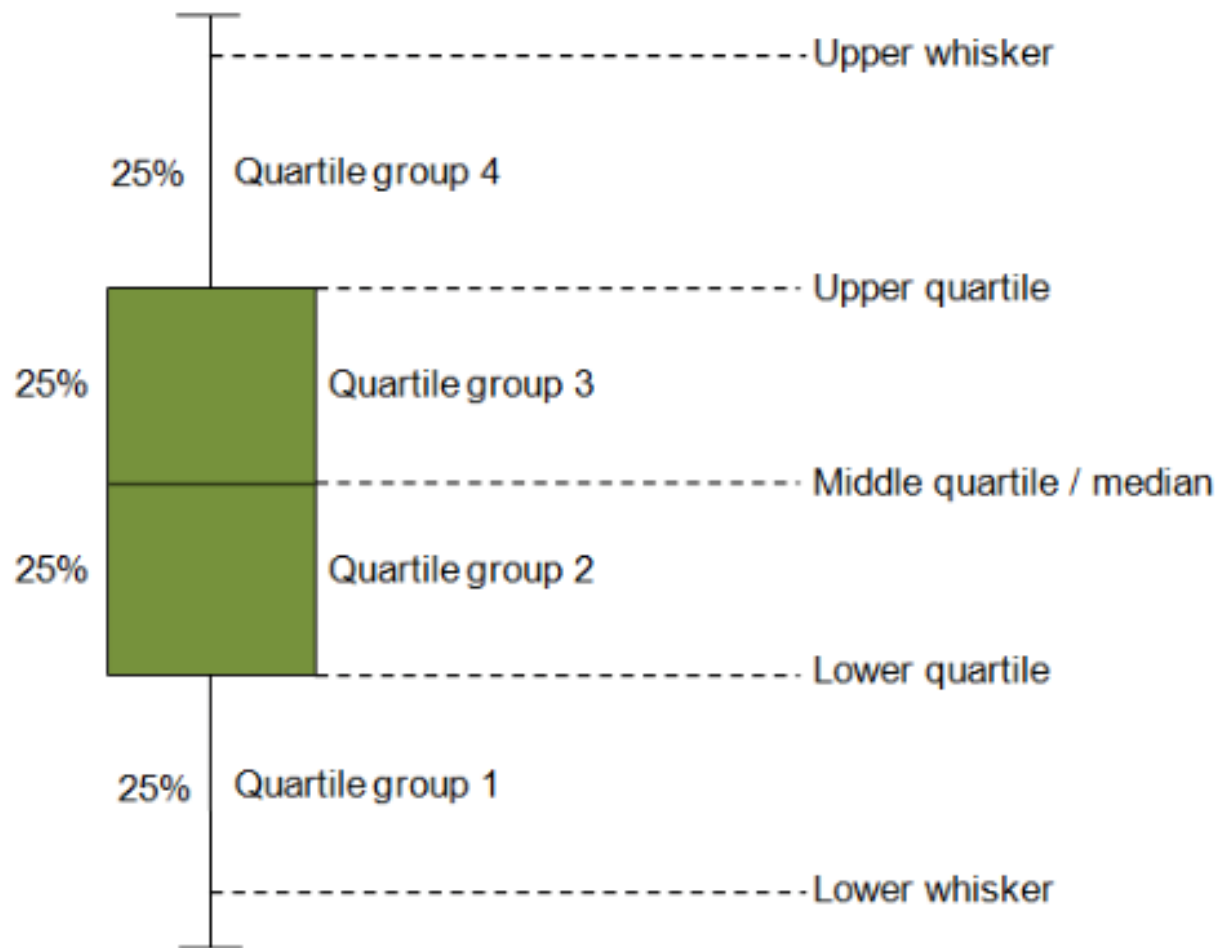 Upper whisker
25% Quartile group 4
Upper quartile
25% Quartile group 3
Middle quartile / median
25% Quartile group 2
Lower quartile
25% Quartile group 1
Lower whisker